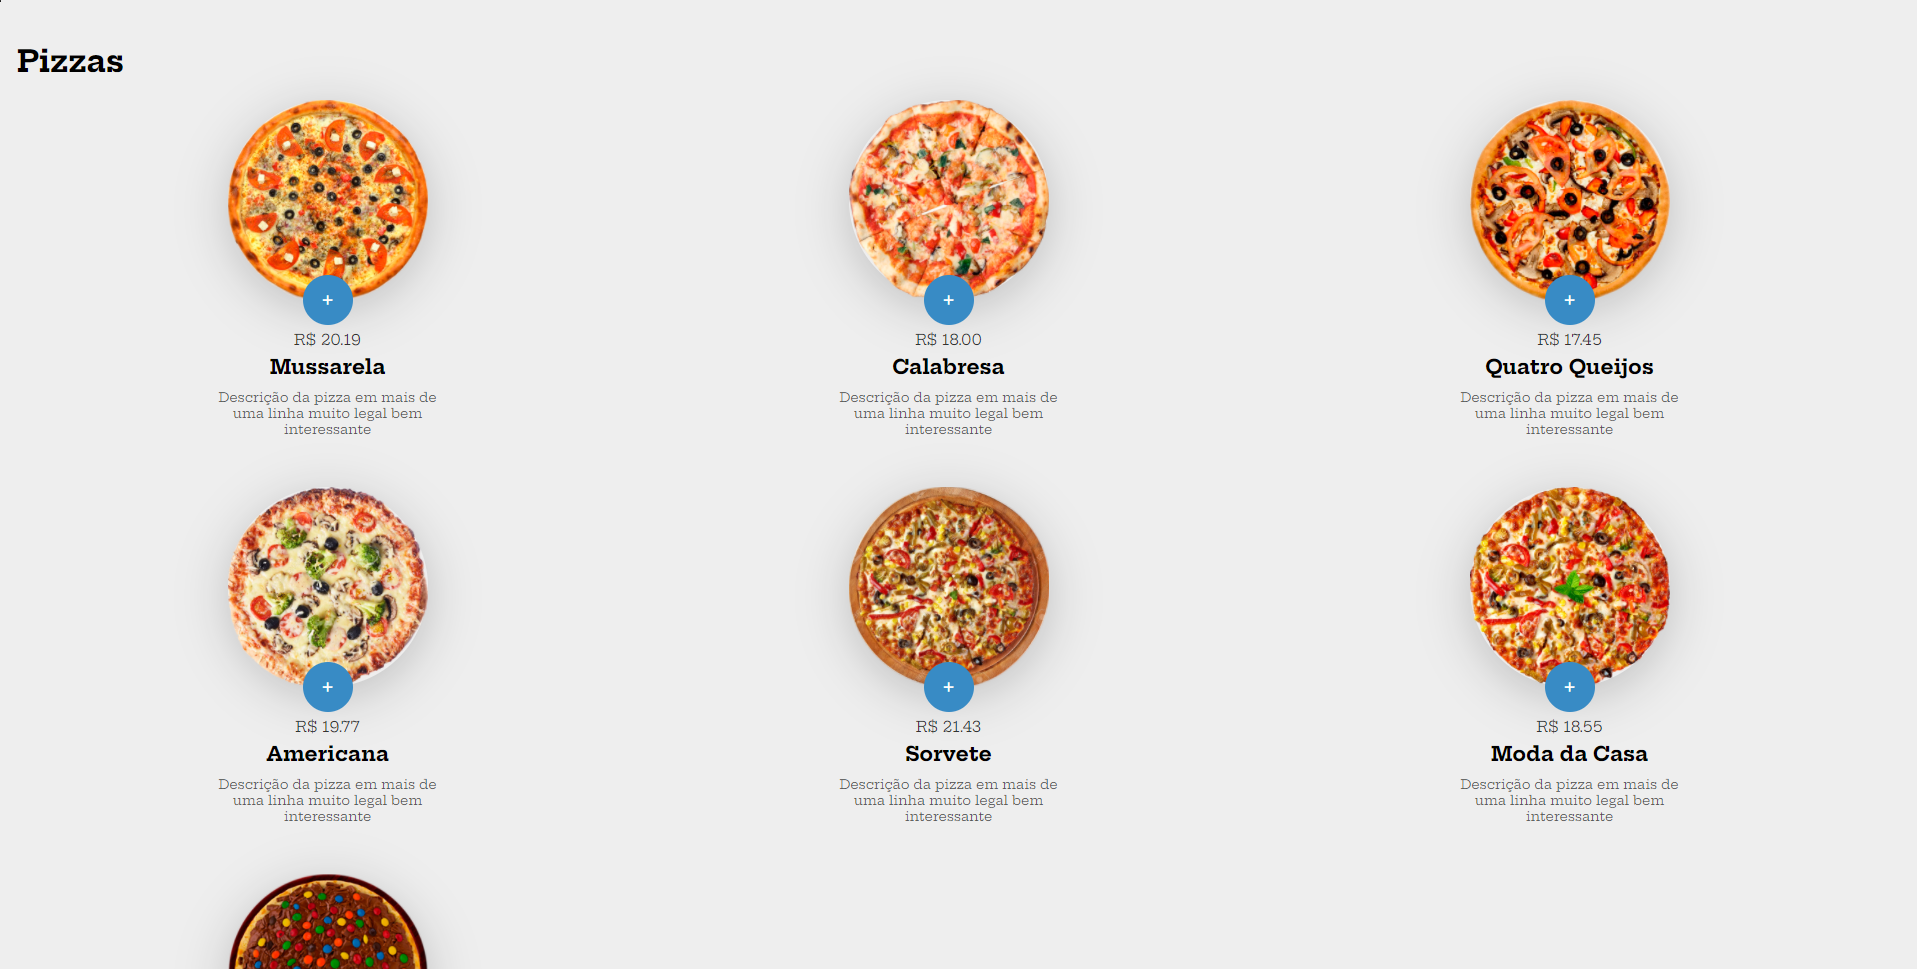 Pizzas
+
+
+
R$ 20.19
R$ 18.00
R$ 17.45
Mussarela
Calabresa
Quatro Queijos
Descrição da pizza em mais de
uma linha muito legal bem
interessante
Descrição da pizza em mais de
uma linha muito legal bem
interessante
Descrição da pizza em mais de
uma linha muito legal bem
interessante
+
+
+
R$ 19.77
R$ 21.43
R$ 18.55
Americana
Sorvete
Moda da Casa
Descrição da pizza em mais de
uma linha muito legal bem
interessante
Descrição da pizza em mais de
uma linha muito legal bem
interessante
Descrição da pizza em mais de
uma linha muito legal bem
interessante